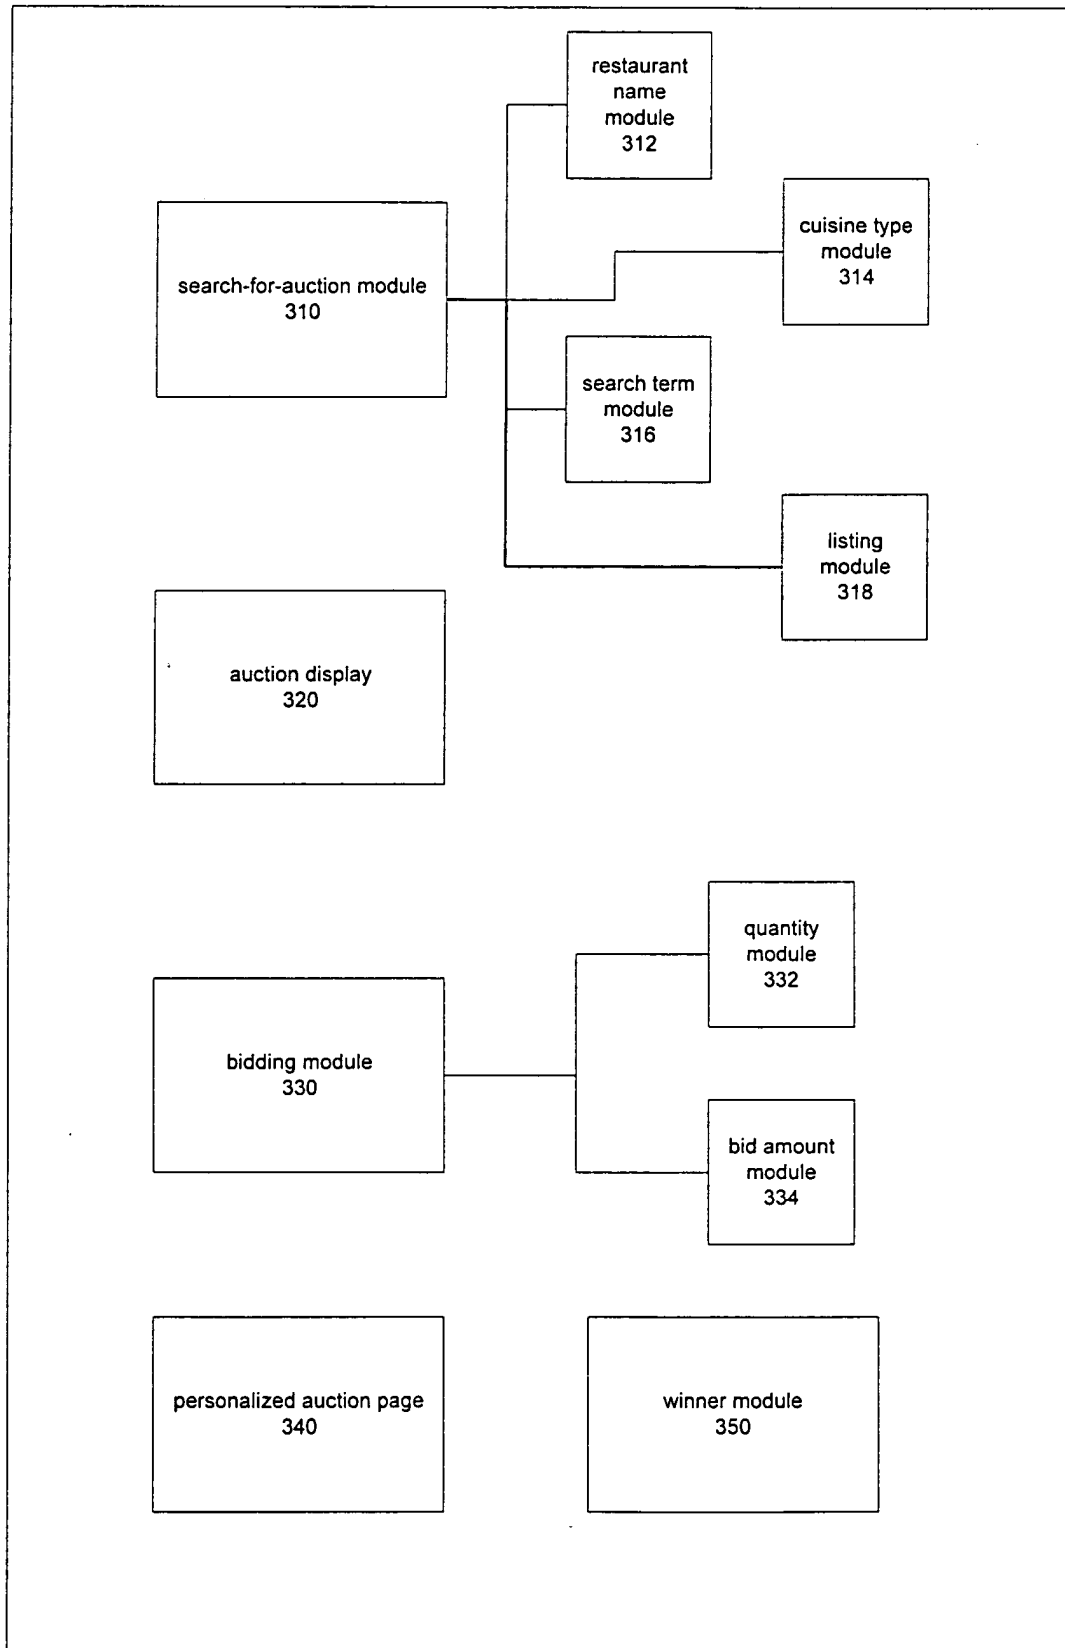 restaurant
name
module
312
cuisine type
module
314
search-for-auction module
310
search term
module
316
listing
module
318
auction display
320
quantity
module
332
bidding module
330
bid amount
module
334
personalized auction page
340
winner module
350